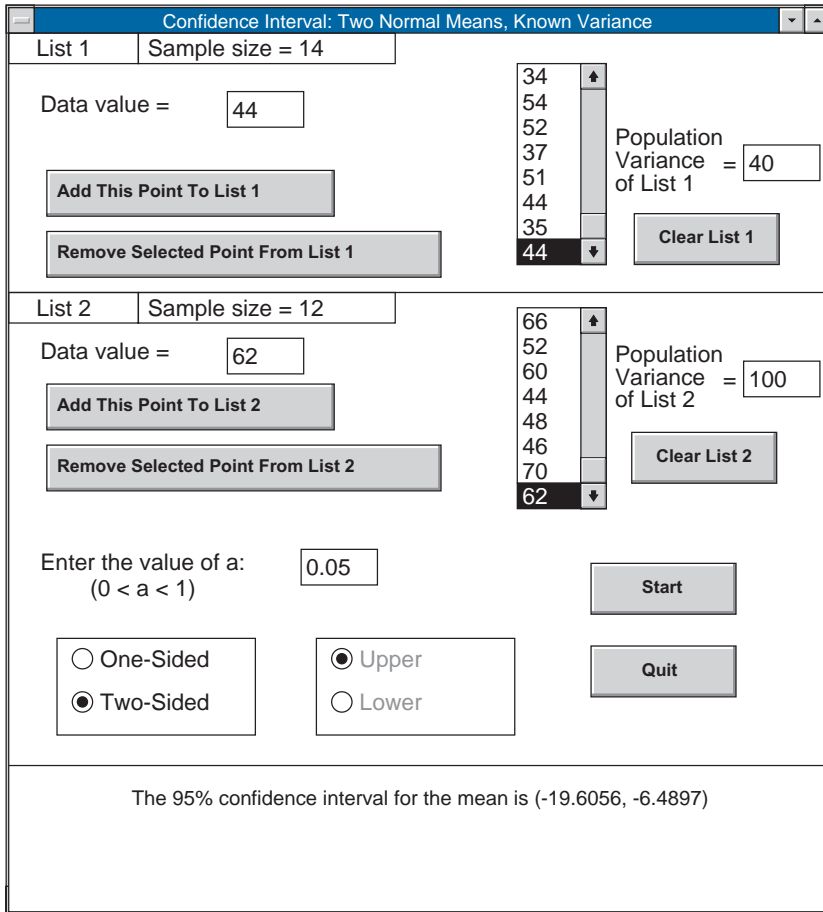 Confidence Interval: Two Normal Means, Known Variance
List 1
Sample size = 14
Data value =
44
Add This Point To List 1
Remove Selected Point From List 1
34
54
52
37
51
44
35
44
Population
Variance
of List 1
= 40
Clear List 1
List 2
Sample size = 12
Data value =
62
Add This Point To List 2
Remove Selected Point From List 2
66
52
60
44
48
46
70
62
Population
Variance
of List 2
= 100
Clear List 2
Enter the value of a:
(0 < a < 1)
0.05
Start
One-Sided
Two-Sided
Upper
Lower
Quit
The 95% confidence interval for the mean is (-19.6056, -6.4897)